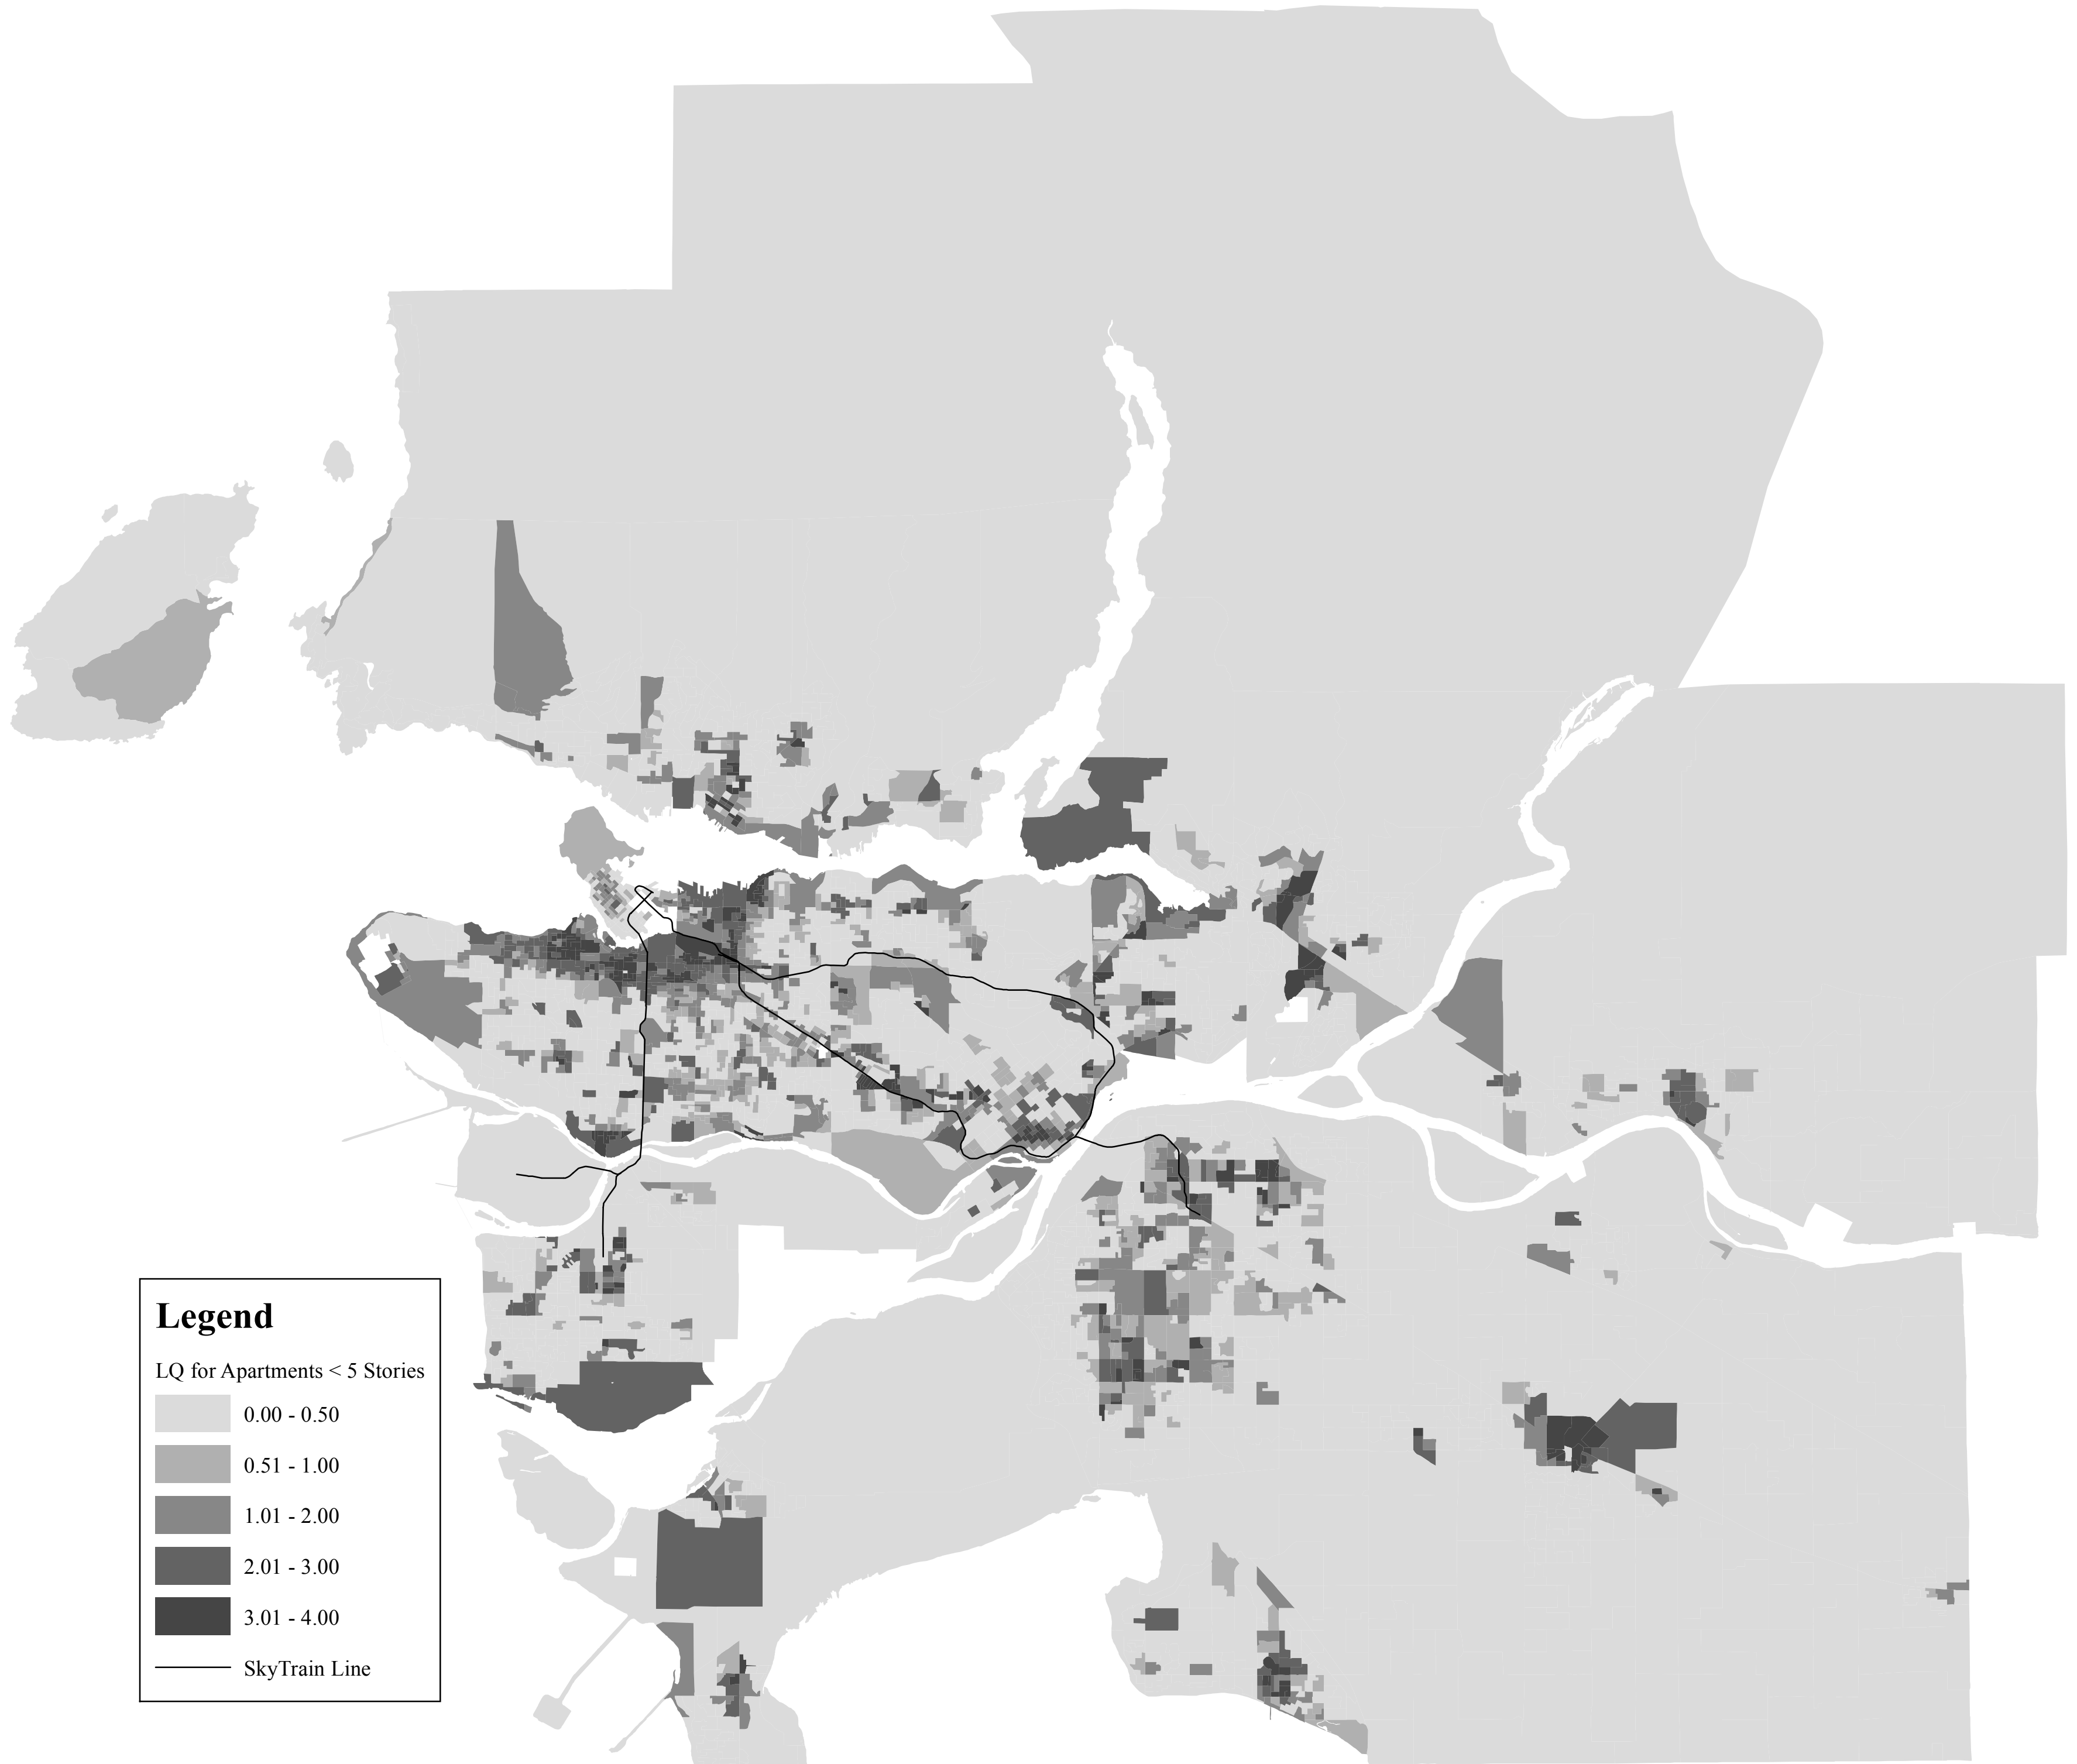 Legend
LQ for Apartments < 5 Stories
0.00 - 0.50
0.51 - 1.00
1.01 - 2.00
2.01 - 3.00
3.01 - 4.00
SkyTrain Line